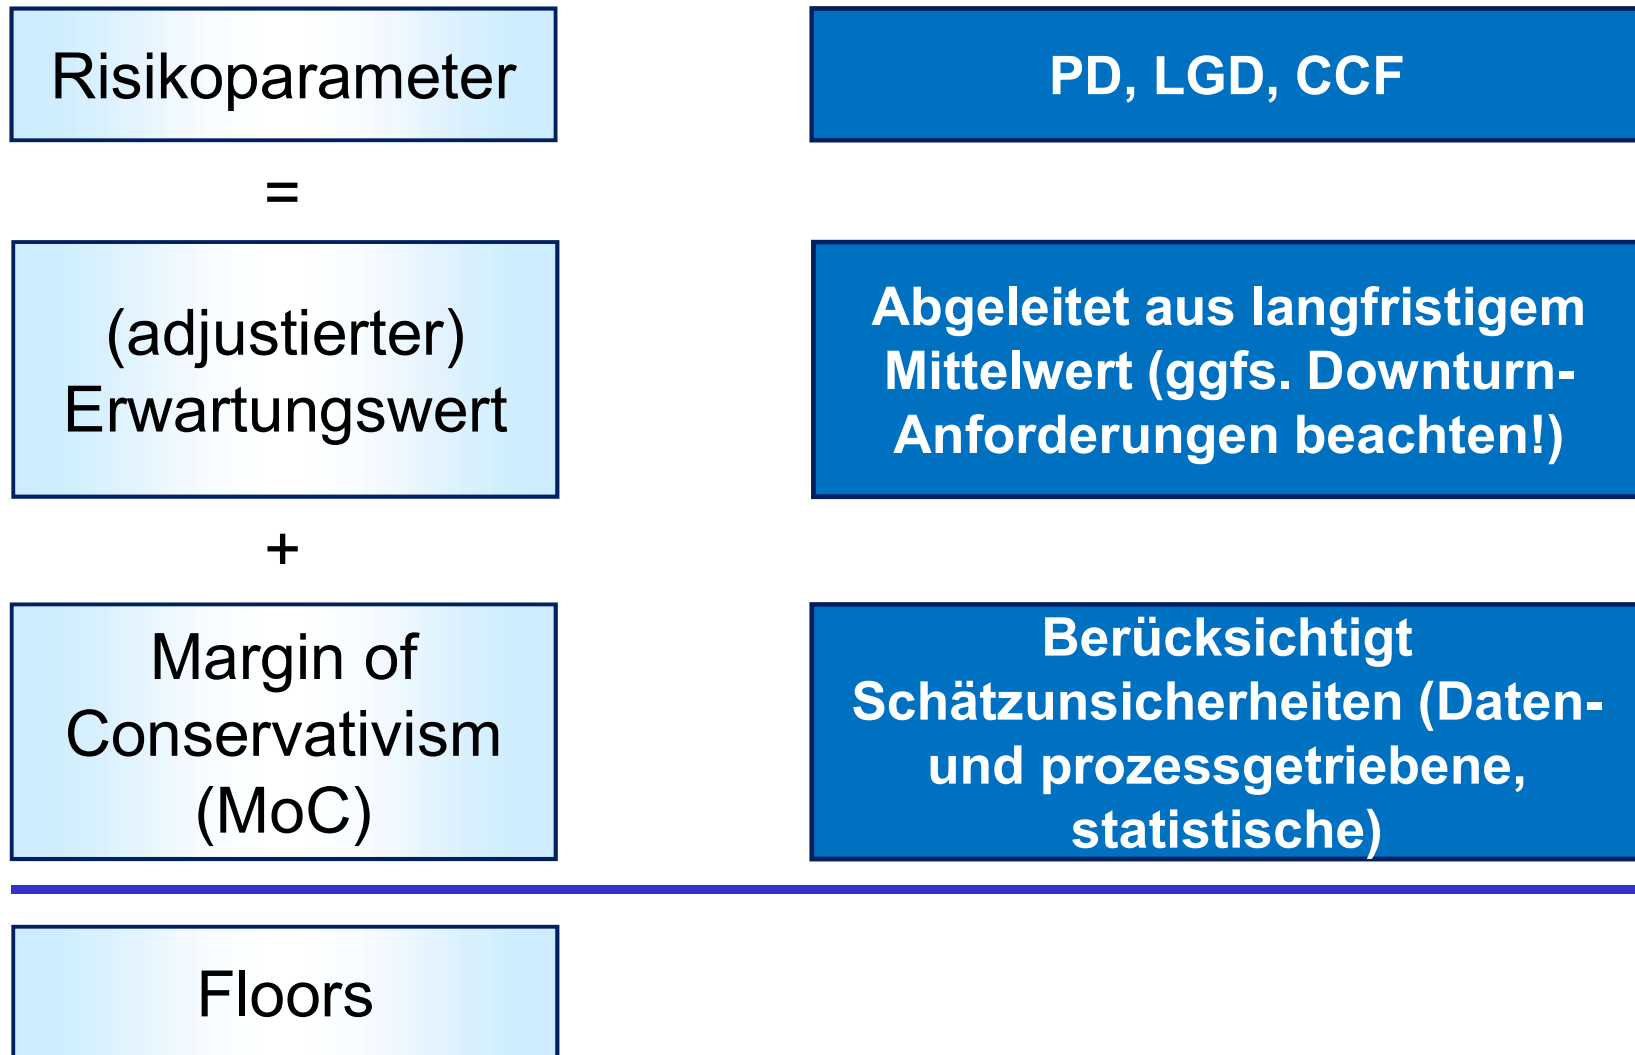 Risikoparameter
PD, LGD, CCF
=
(adjustierter)
Erwartungswert
Abgeleitet aus langfristigem
Mittelwert (ggfs. Downturn-
Anforderungen beachten!)
+
Margin of
Conservativism
(MoC)
Berücksichtigt
Schätzunsicherheiten (Daten-
und prozessgetriebene,
statistische)
Floors